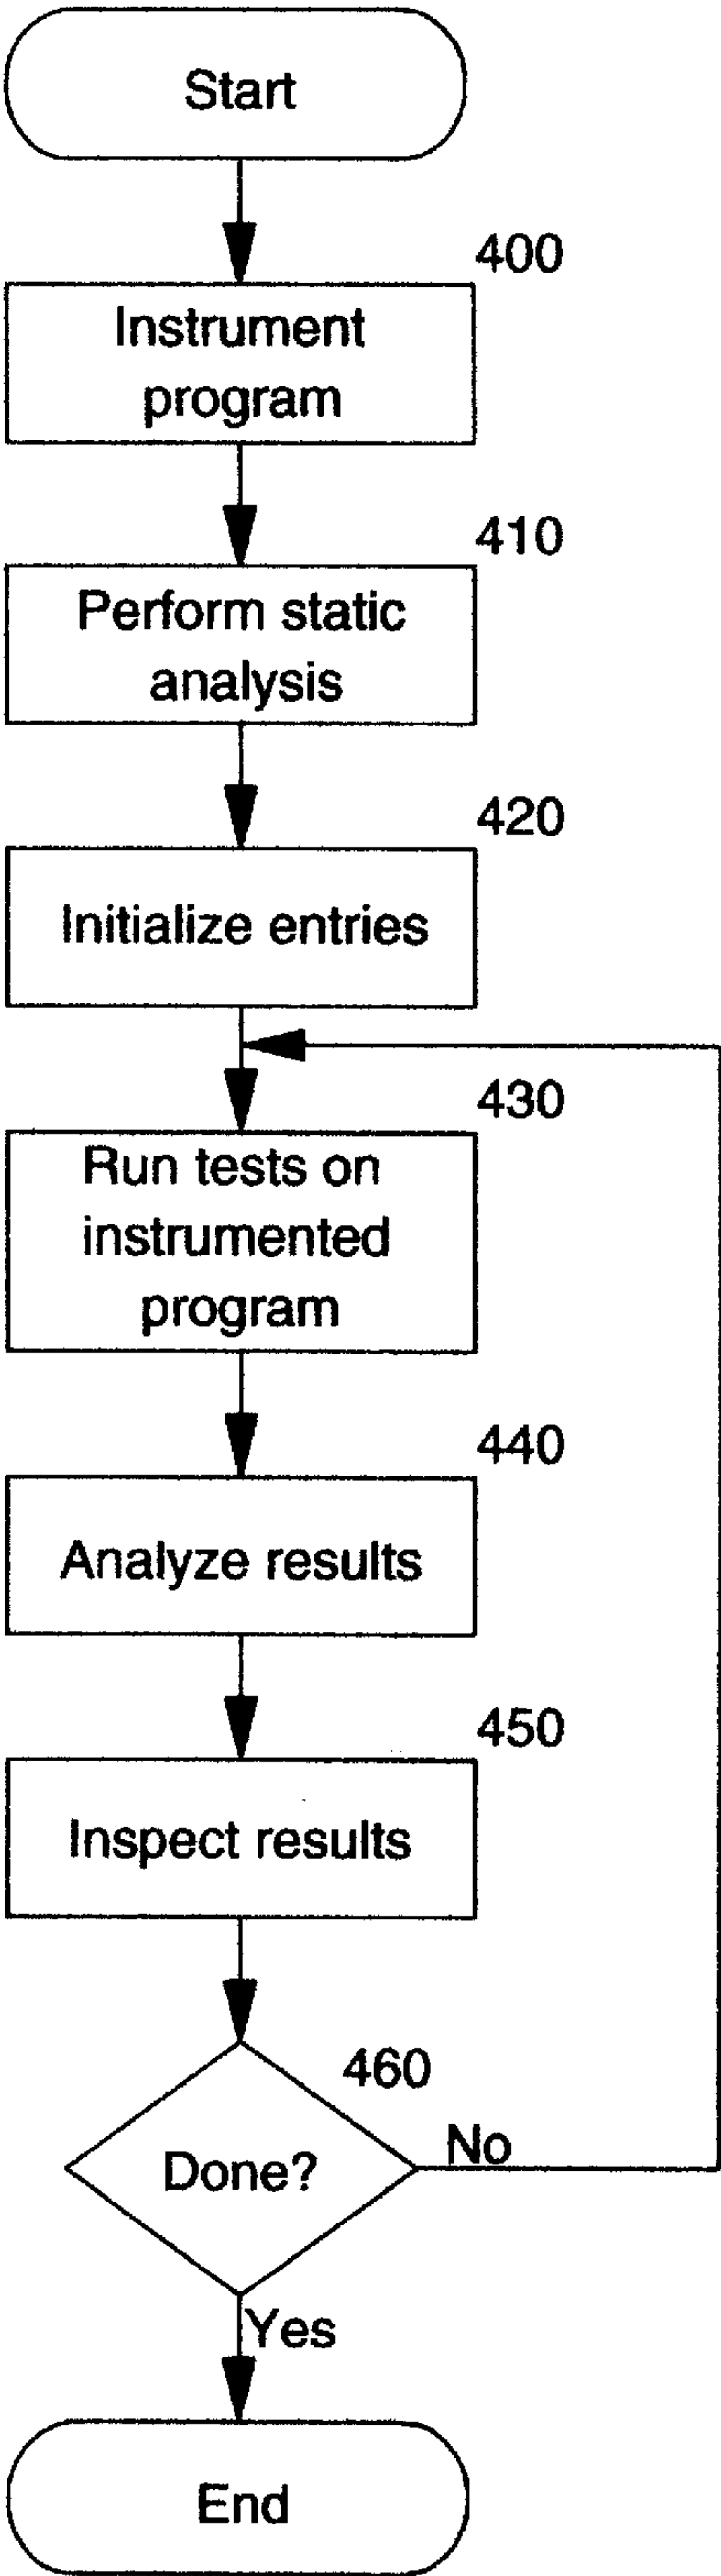 Start
400
Instrument
program
410
Perform static
analysis
420
Initialize entries
430
Run tests on
instrumented
program
440
Analyze results
450
Inspect results
460
Done?
No
Yes
End